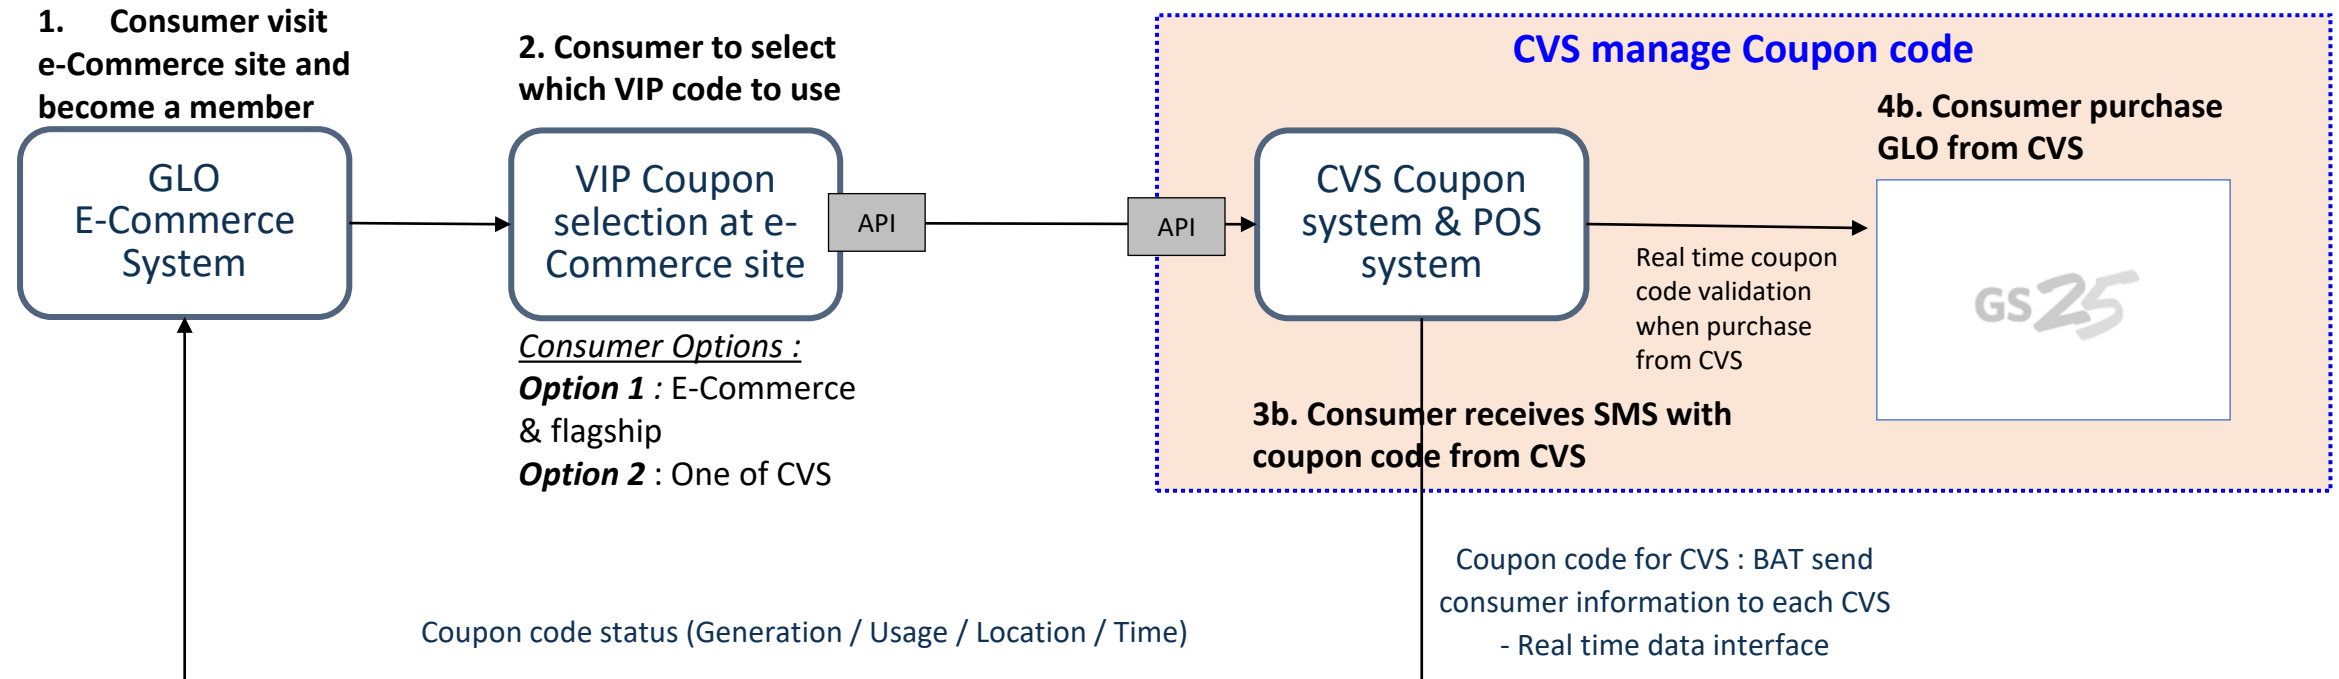 1. Consumer visit
e-Commerce site and
become a member
GLO
E-Commerce
System
2. Consumer to select
which VIP code to use
VIP Coupon
selection at e-
Commerce site
API
Consumer Options :
Option 1 : E-Commerce
& flagship
Option 2 : One of CVS
CVS manage Coupon code
API
CVS Coupon
system & POS
system
4b. Consumer purchase
GLO from CVS
Real time coupon
code validation
when purchase
from CVS
GS25
3b. Consumer receives SMS with
coupon code from CVS
Coupon code status (Generation / Usage / Location / Time)
Coupon code for CVS : BAT send
consumer information to each CVS
- Real time data interface